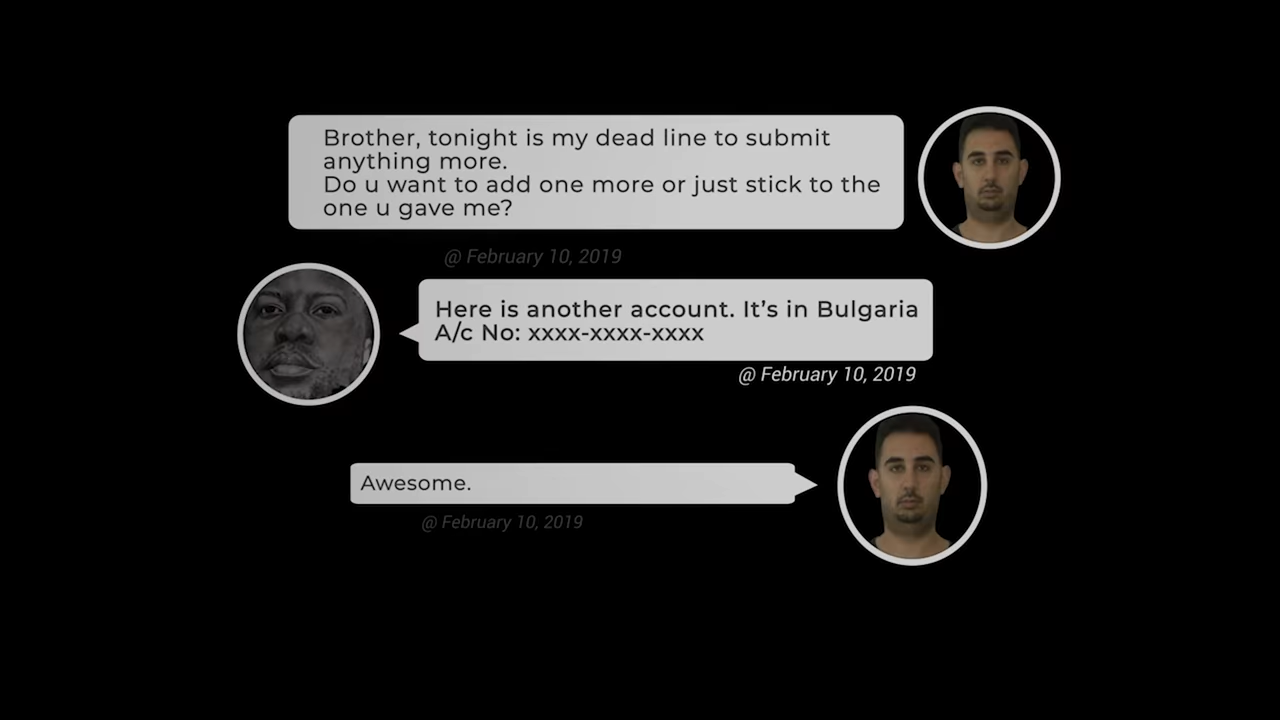 Brother, tonight is my dead line to submit
anything more.
Do u want to add one more or just stick to the
one u gave me?
@ February 10, 2019
Here is another account. It’s in Bulgaria
A/c No: xxxx-xxxx-xxxx
@ February 10, 2019
Awesome.
@ February 10, 2019